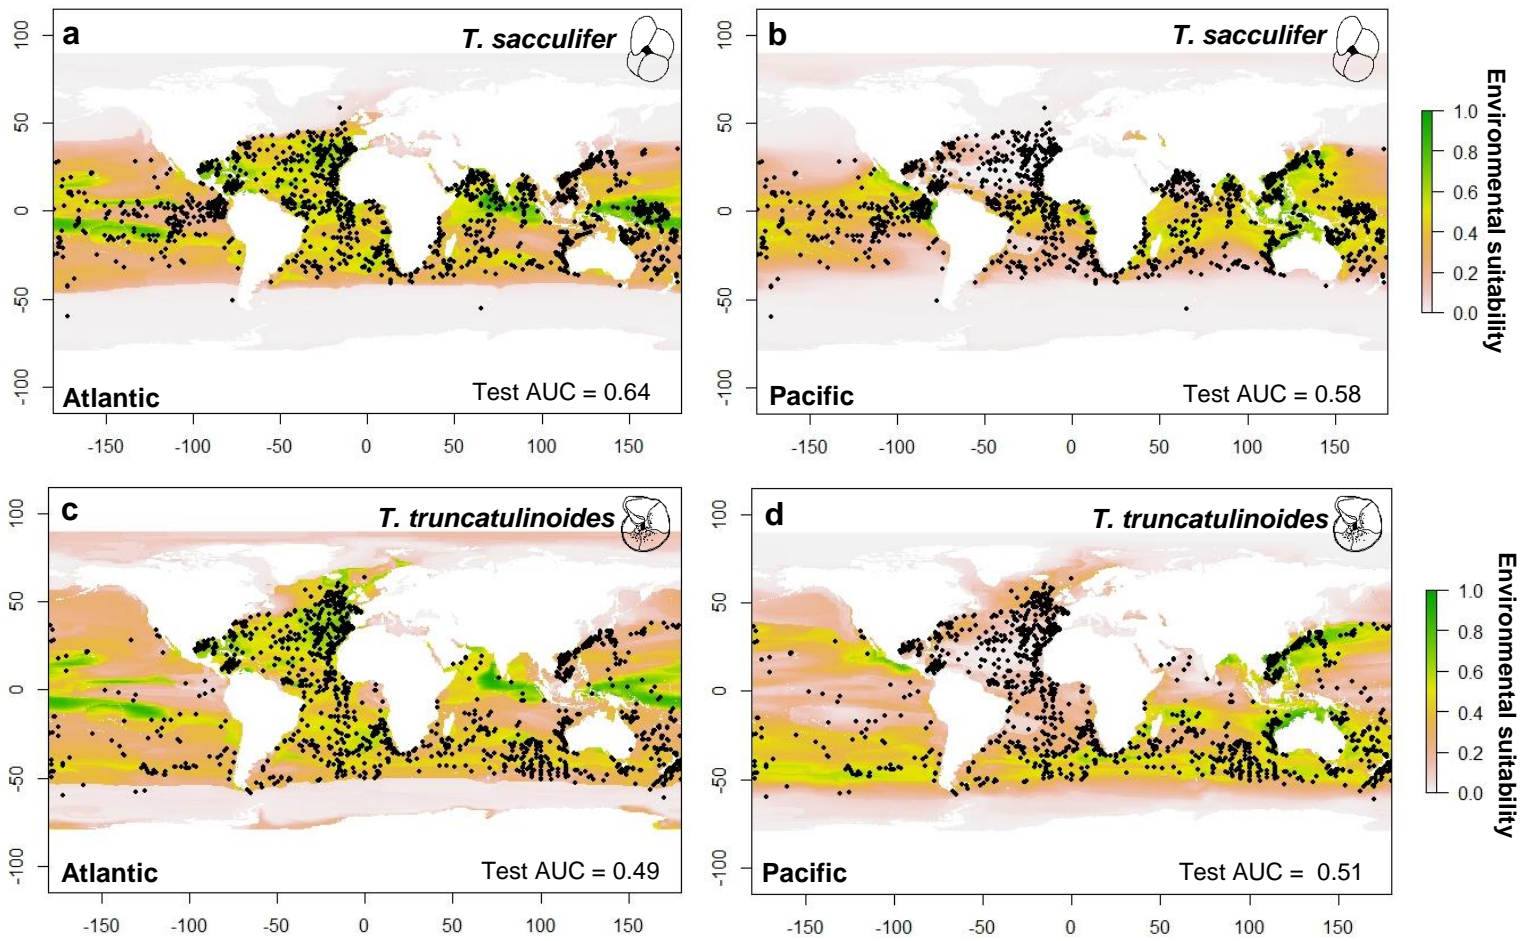 a
T. sacculifer
100
50
0
-50
-100
Atlantic
Test AUC = 0.64
-150 -100 -50 0 50 100 150
b
T. sacculifer
100
50
0
-50
-100
Pacific
Test AUC = 0.58
-150 -100 -50 0 50 100 150
1.0
0.8
0.6
0.4
0.2
0.0
Environmental suitability
c
T. truncatulinoides
100
50
0
-50
-100
Atlantic
Test AUC = 0.49
-150 -100 -50 0 50 100 150
d
T. truncatulinoides
100
50
0
-50
-100
Pacific
Test AUC = 0.51
-150 -100 -50 0 50 100 150
1.0
0.8
0.6
0.4
0.2
0.0
Environmental suitability